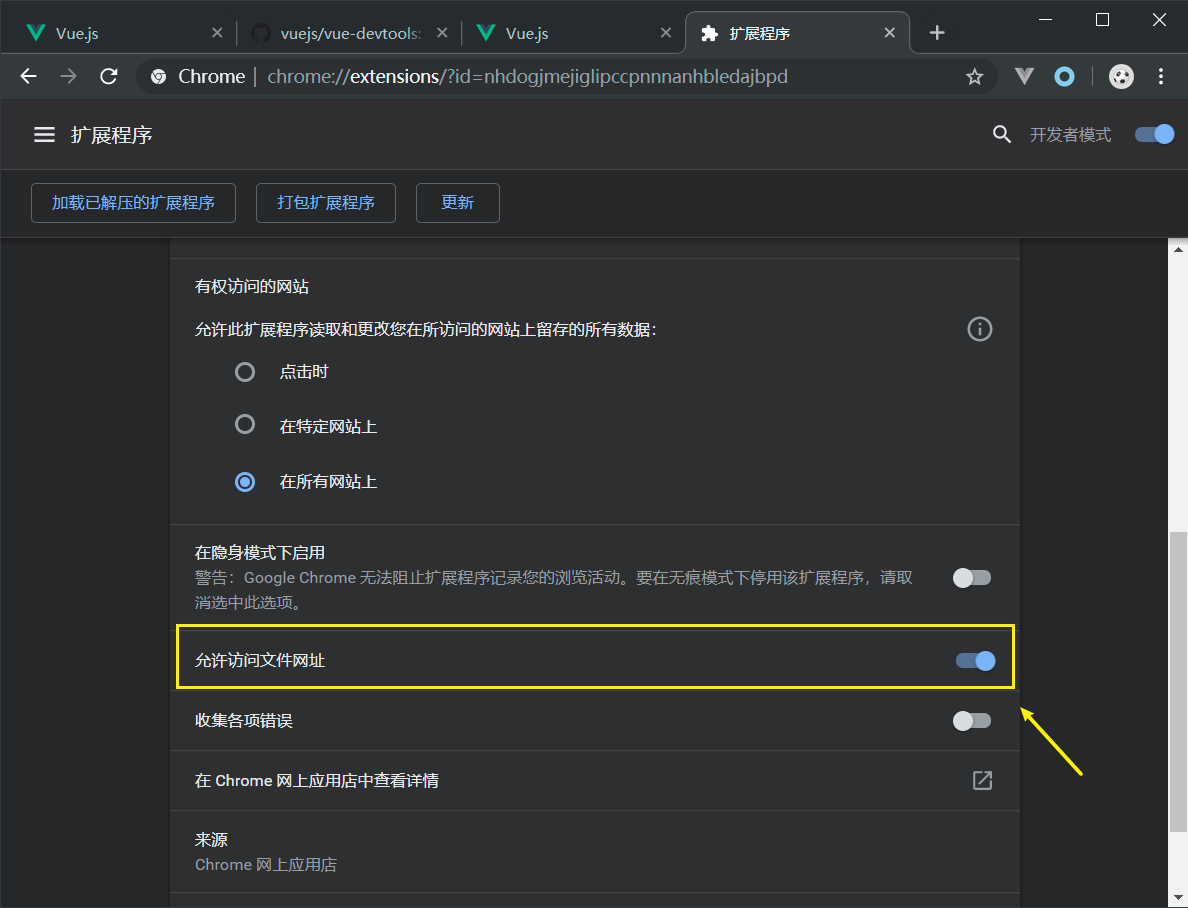 Vue.js
vuejs/vue-devtools:
Vue.js
扩展程序
Chrome | chrome://extensions/?id=nhdogjmejiglipccpnnnanhbledajbpd
扩展程序
开发者模式
加载已解压的扩展程序
打包扩展程序
更新
有权访问的网站
允许此扩展程序读取和更改您在所访问的网站上留存的所有数据：
点击时
在特定网站上
在所有网站上
在隐身模式下启用
警告：Google Chrome 无法阻止扩展程序记录您的浏览活动。要在无痕模式下停用该扩展程序，请取
消选中此选项。
允许访问文件网址
收集各项错误
在 Chrome 网上应用店中查看详情
来源
Chrome 网上应用店